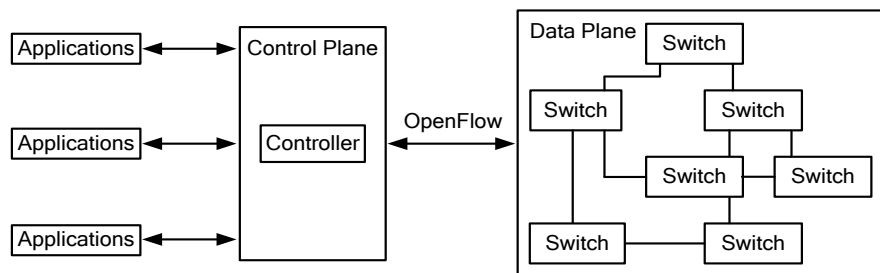 Applications
Applications
Applications
Control Plane
Controller
OpenFlow
Data Plane
Switch
Switch
Switch
Switch
Switch
Switch
Switch